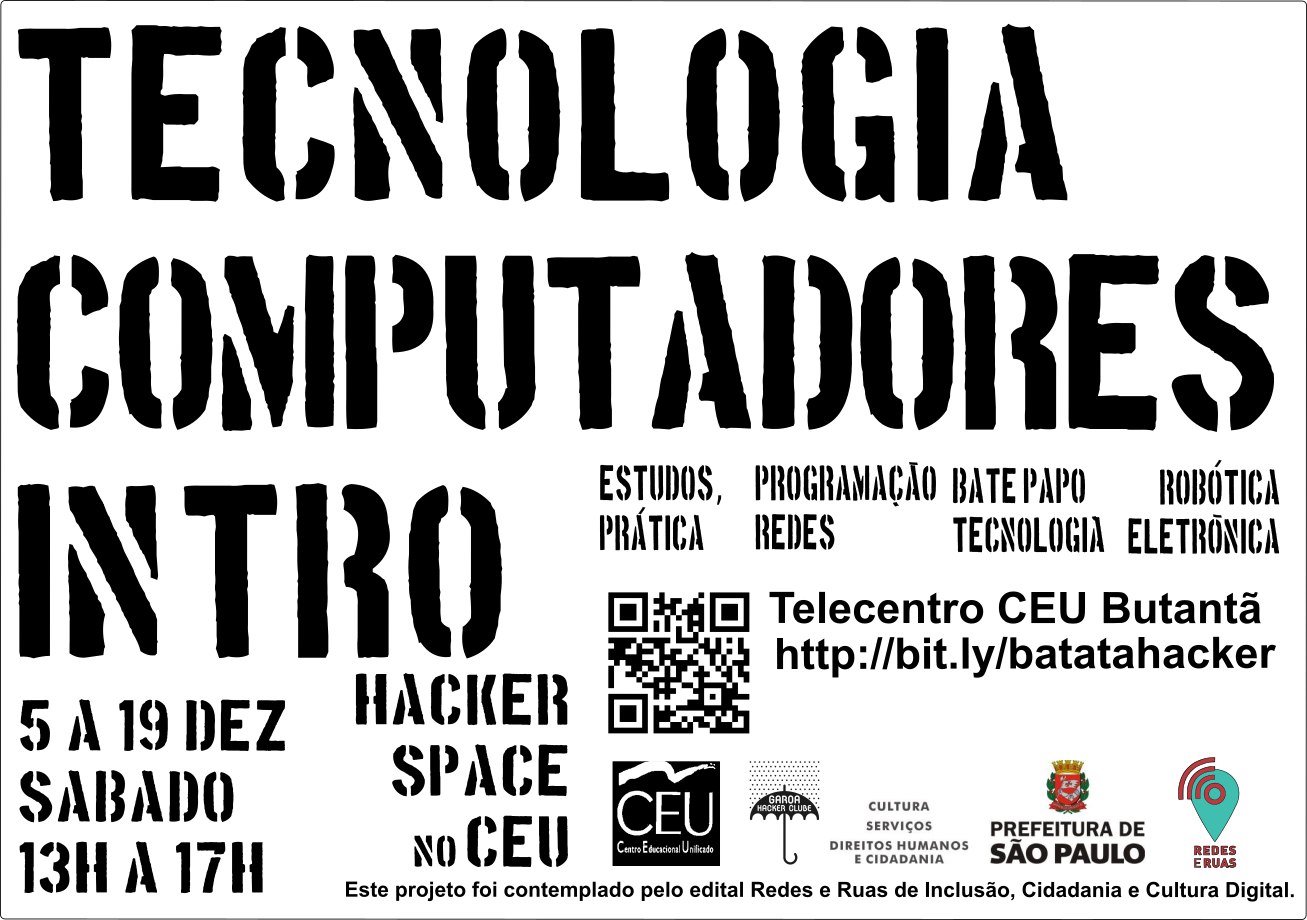 TECNOLOGIA
COMPUTADORES
INTRO
ESTUDOS,
PRÁTICA
PROGRAMAÇÃO
REDES
BATE PAPO
TECNOLOGIA
ROBÓTICA
ELETRÔNICA
Telecentro CEU Butantã
http://bit.ly/batatahacker
5 A 19 DEZ
SABADO
13H A 17H
HACKER
SPACE
NO CEU
CEU
Centro Educacional Unificado
GAROA
HACKER CLUBE
CULTURA
SERVIÇOS
DIREITOS HUMANOS
E CIDADANIA
PREFEITURA DE
SÃO PAULO
REDES
E RUAS
Este projeto foi contemplado pelo edital Redes e Ruas de Inclusão, Cidadania e Cultura Digital.